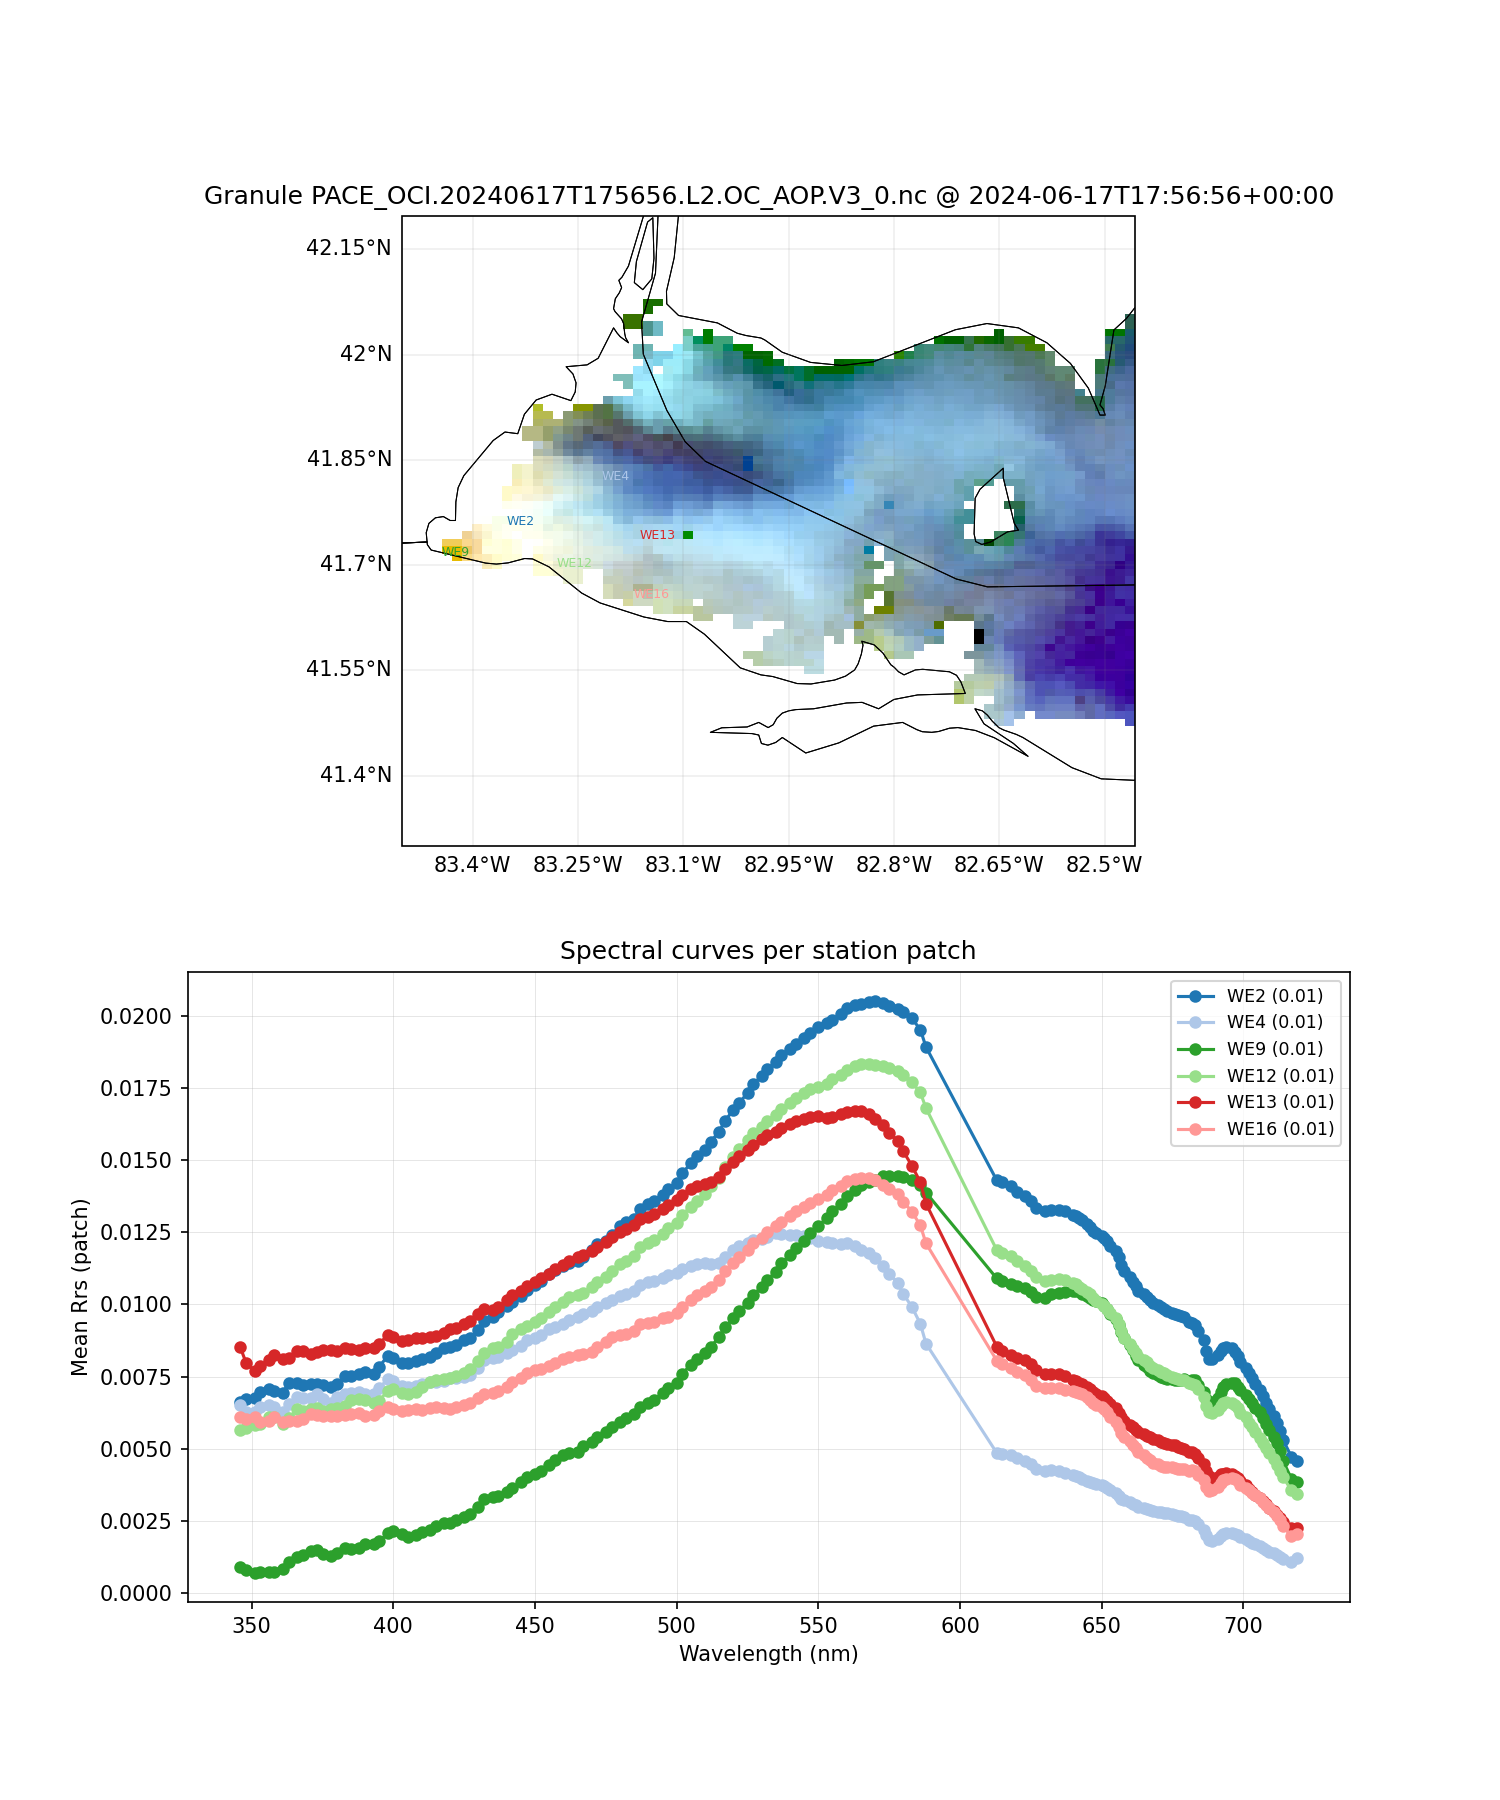 Granule PACE_OCI.20240617T175656.L2.OC_AOP.V3_0.nc @ 2024-06-17T17:56:56+00:00
42.15°N
42°N
41.85°N
41.7°N
41.55°N
41.4°N
WE4
WE2
WE13
WE9
WE12
WE16
83.4°W 83.25°W 83.1°W 82.95°W 82.8°W 82.65°W 82.5°W
Spectral curves per station patch
Mean Rrs (patch)
0.0200
0.0175
0.0150
0.0125
0.0100
0.0075
0.0050
0.0025
0.0000
WE2 (0.01)
WE4 (0.01)
WE9 (0.01)
WE12 (0.01)
WE13 (0.01)
WE16 (0.01)
350 400 450 500 550 600 650 700
Wavelength (nm)